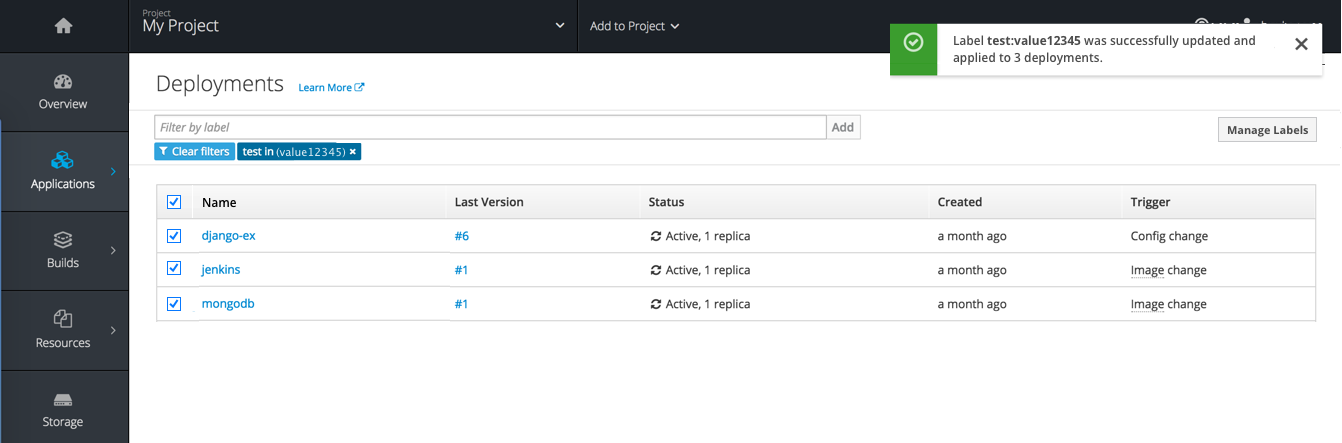 Project
My Project
Add to Project
Label test:value12345 was successfully updated and
applied to 3 deployments.
Overview
Applications
Builds
Resources
Storage
Deployments Learn More
Filter by label Add
Manage Labels
Clear filters test in (value12345) ×
Name Last Version Status Created Trigger
django-ex #6 Active, 1 replica a month ago Config change
jenkins #1 Active, 1 replica a month ago Image change
mongodb #1 Active, 1 replica a month ago Image change